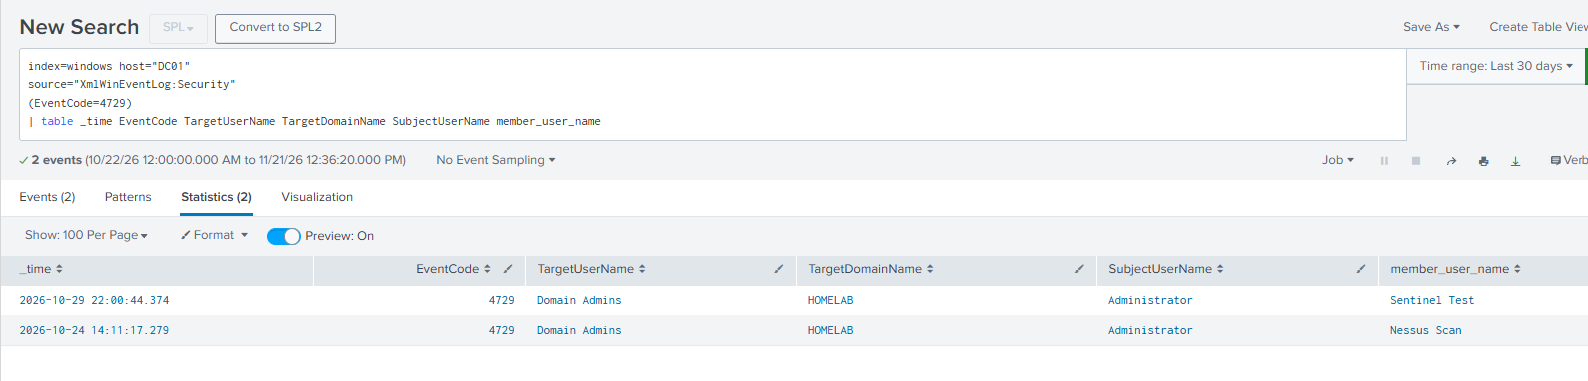 New Search SPL Convert to SPL2 Save As Create Table View
index=windows host="DC01"
Time range: Last 30 days
source="XmlWinEventLog:Security"
(EventCode=4729)
| table _time EventCode TargetUserName TargetDomainName SubjectUserName member_user_name
2 events (10/22/26 12:00:00.000 AM to 11/21/26 12:36:20.000 PM) No Event Sampling Job Verb
Events (2) Patterns Statistics (2) Visualization
Show: 100 Per Page Format Preview: On
_time EventCode TargetUserName TargetDomainName SubjectUserName member_user_name
2026-10-29 22:00:44.374 4729 Domain Admins HOMELAB Administrator Sentinel Test
2026-10-24 14:11:17.279 4729 Domain Admins HOMELAB Administrator Nessus Scan